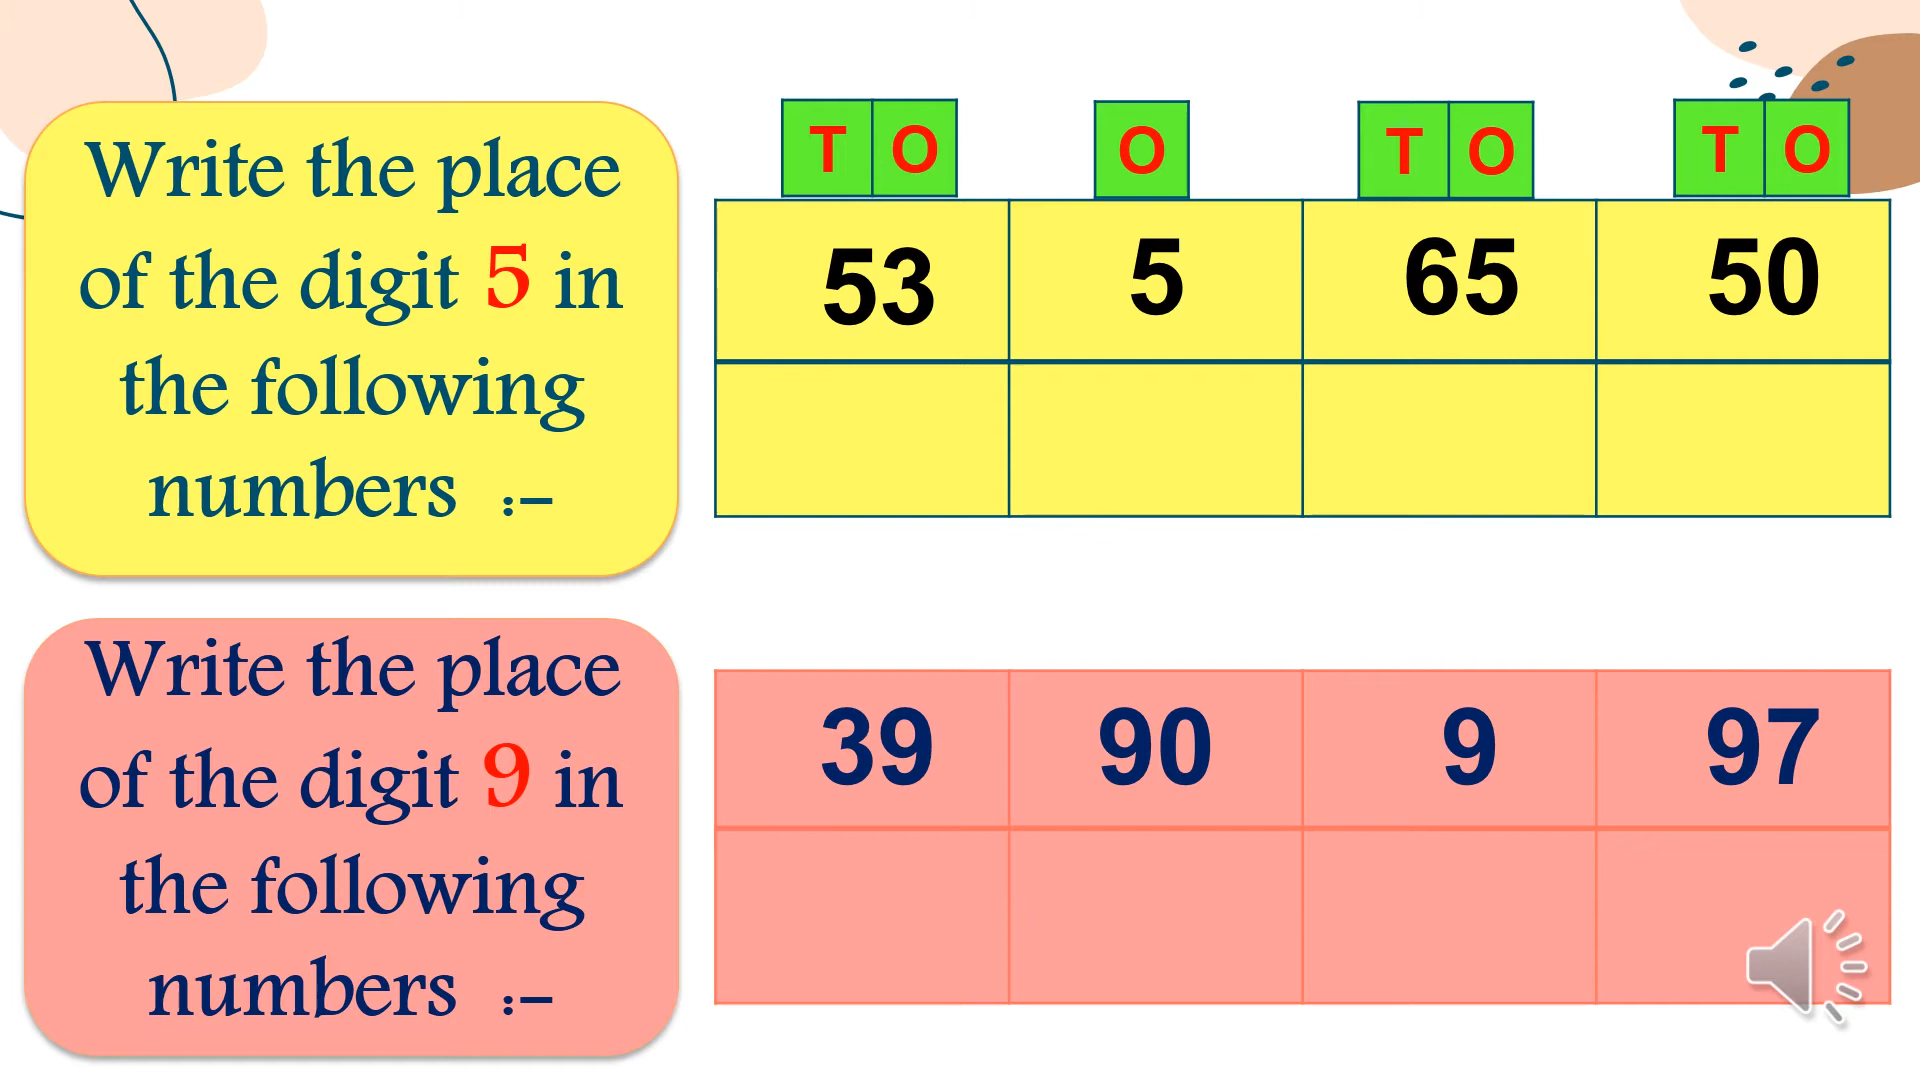 Write the place
of the digit 5 in
the following
numbers :-
T O O T O T O
53 5 65 50
Write the place
of the digit 9 in
the following
numbers :-
39 90 9 97